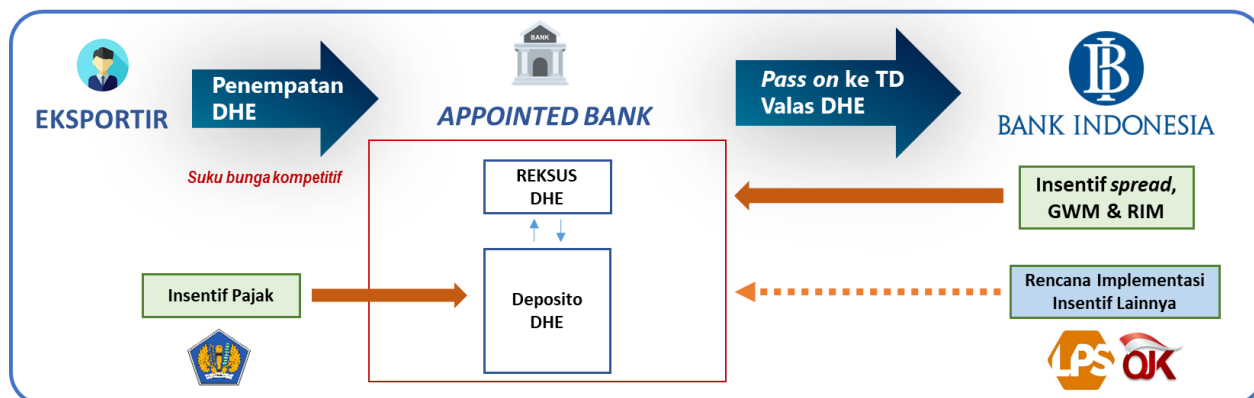 EKSPORTIR
Penempatan
DHE
Suku bunga kompetitif
BANK
APPOINTED BANK
Pass on ke TD
Valas DHE
BANK INDONESIA
REKSUS
DHE
Deposito
DHE
Insentif Pajak
Insentif spread,
GWM & RIM
Rencana Implementasi
Insentif Lainnya
LPS
OJK